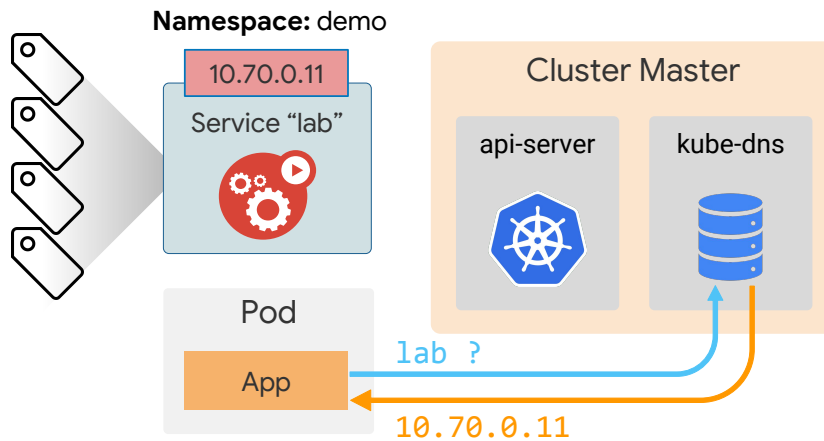 Namespace: demo
10.70.0.11
Service “lab”
Cluster Master
api-server
kube-dns
Pod
App
lab ?
10.70.0.11